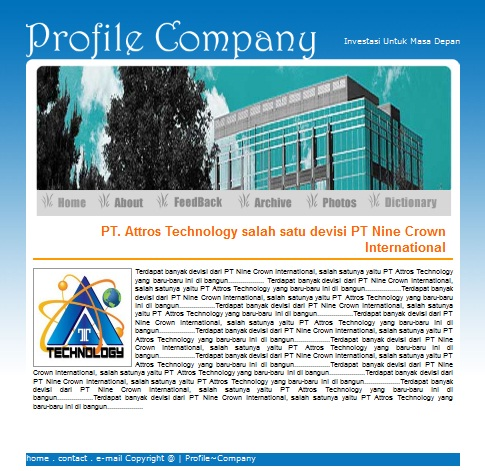 Profile Company
Investasi Untuk Masa Depan
Home About FeedBack Archive Photos Dictionary
PT. Attros Technology salah satu devisi PT Nine Crown
International
Terdapat banyak devisi dari PT Nine Crown International, salah satunya yaitu PT Attros Technology
yang baru-baru ini di bangun................. Terdapat banyak devisi dari PT Nine Crown International,
salah satunya yaitu PT Attros Technology yang baru-baru ini di bangun.................Terdapat banyak
devisi dari PT Nine Crown International, salah satunya yaitu PT Attros Technology yang baru-baru
ini di bangun.................Terdapat banyak devisi dari PT Nine Crown International, salah satunya
yaitu PT Attros Technology yang baru-baru ini di bangun.................Terdapat banyak devisi dari PT
Nine Crown International, salah satunya yaitu PT Attros Technology yang baru-baru ini di
bangun.................Terdapat banyak devisi dari PT Nine Crown International, salah satunya yaitu PT
Attros Technology yang baru-baru ini di bangun.................Terdapat banyak devisi dari PT Nine
Crown International, salah satunya yaitu PT Attros Technology yang baru-baru ini di
bangun.................Terdapat banyak devisi dari PT Nine Crown International, salah satunya yaitu PT
Attros Technology yang baru-baru ini di bangun.................Terdapat banyak devisi dari PT Nine
Crown International, salah satunya yaitu PT Attros Technology yang baru-baru ini di bangun.................Terdapat banyak devisi dari
PT Nine Crown International, salah satunya yaitu PT Attros Technology yang baru-baru ini di bangun.................Terdapat banyak
devisi dari PT Nine Crown International, salah satunya yaitu PT Attros Technology yang baru-baru ini di
bangun.................Terdapat banyak devisi dari PT Nine Crown International, salah satunya yaitu PT Attros Technology yang
baru-baru ini di bangun.................
TECHNOLOGY
home . contact . e-mail Copyright @ | Profile~Company